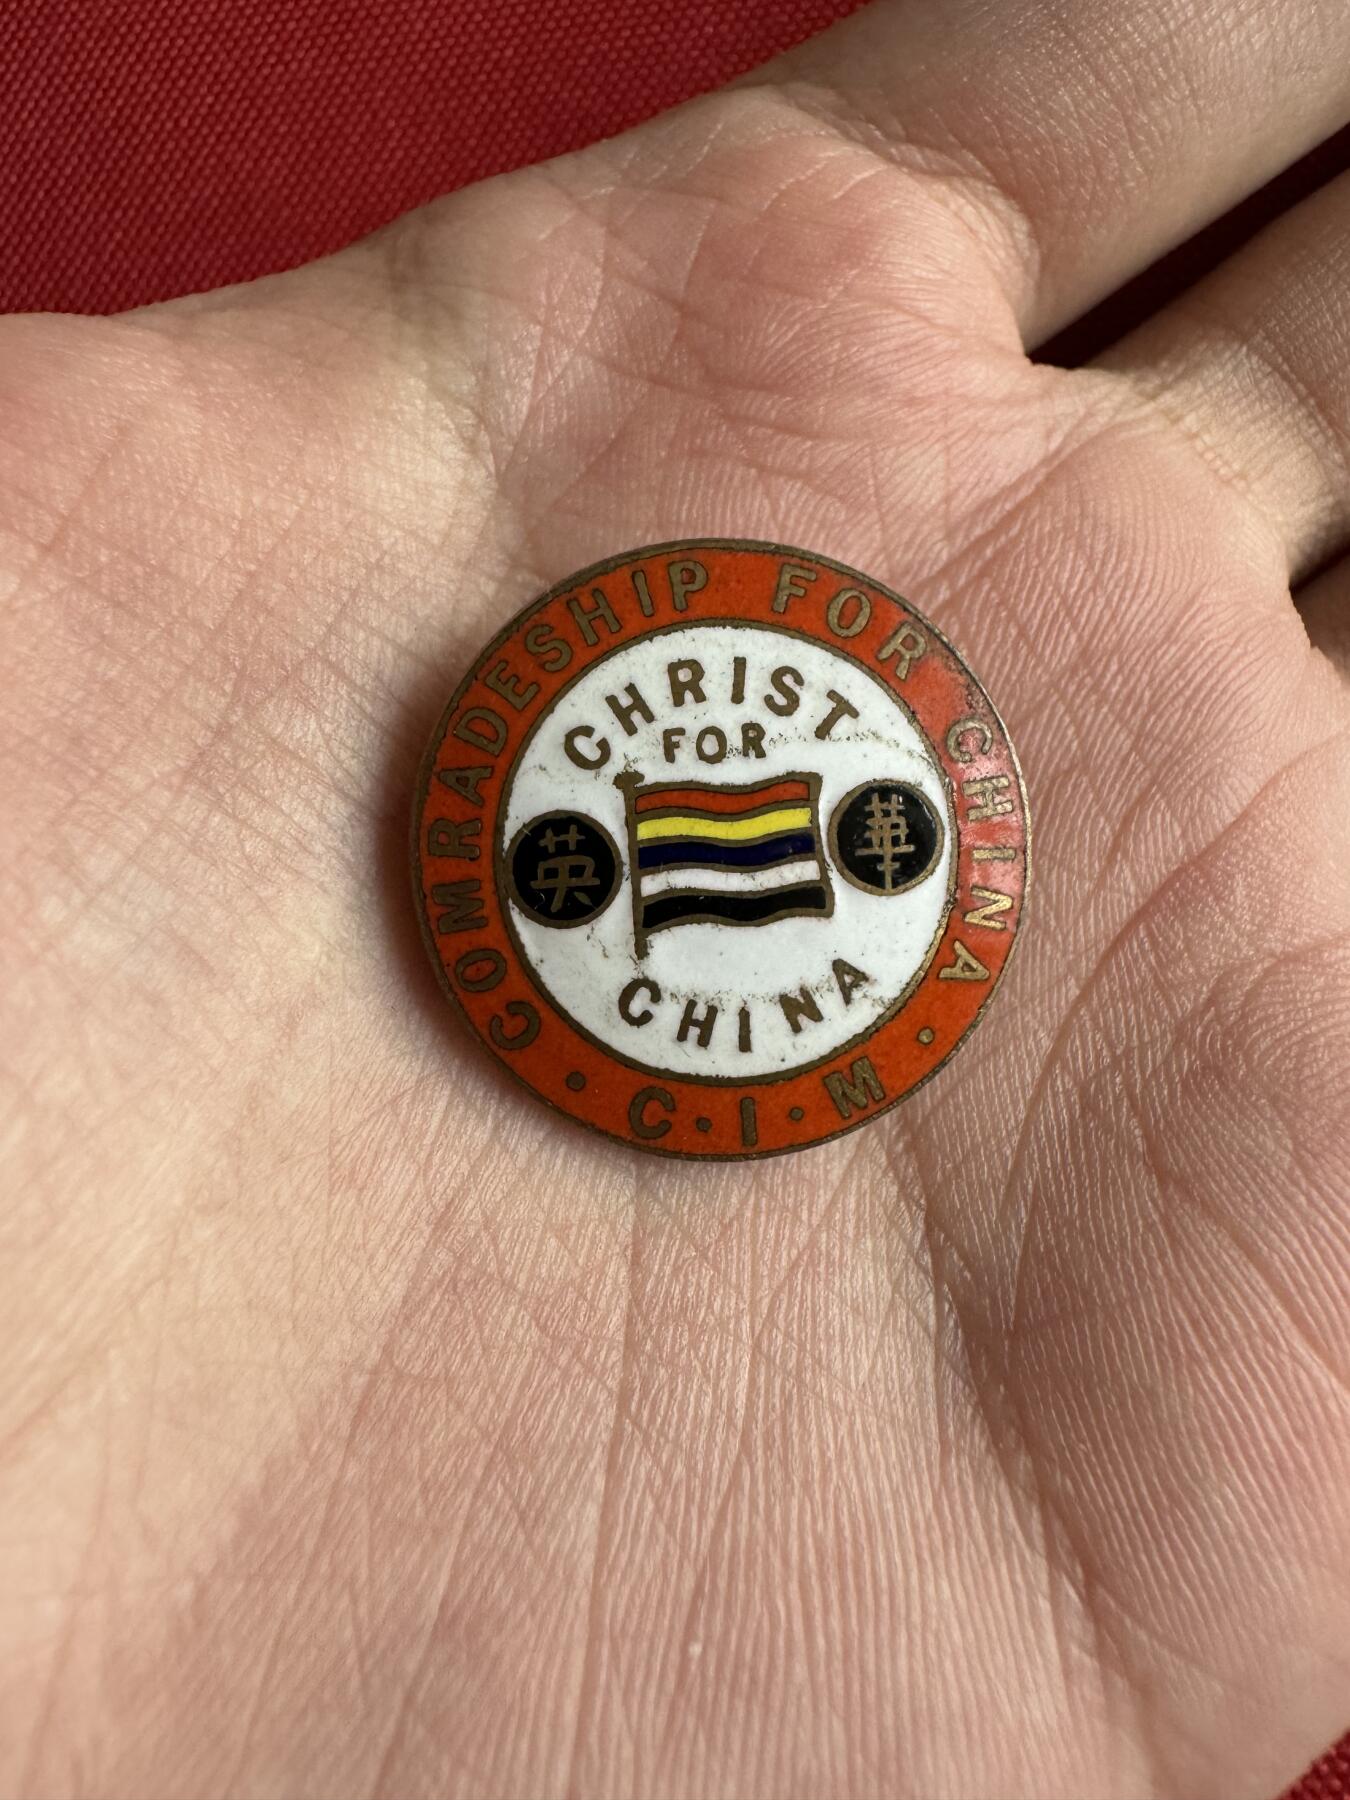 COMRADESHIP FOR CHINA
· C · I · M ·
CHRIST
FOR
英
華
CHINA